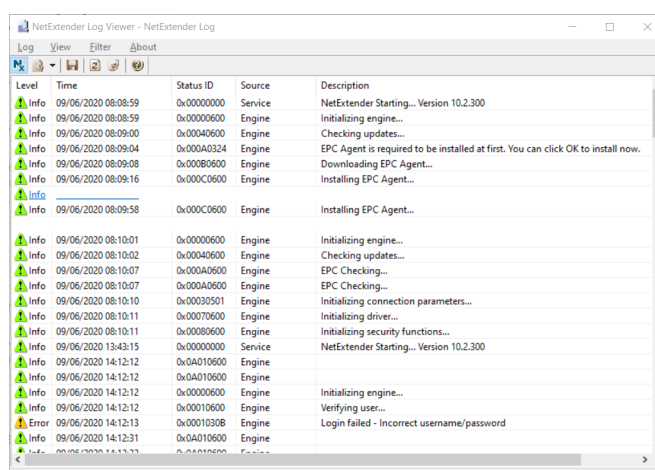 NetExtender Log Viewer - NetExtender Log
Log View Filter About
Level Time Status ID Source Description
Info 09/06/2020 08:08:59 0x00000000 Service NetExtender Starting... Version 10.2.300
Info 09/06/2020 08:08:59 0x00000600 Engine Initializing engine...
Info 09/06/2020 08:09:00 0x00040600 Engine Checking updates...
Info 09/06/2020 08:09:04 0x000A0324 Engine EPC Agent is required to be installed at first. You can click OK to install now.
Info 09/06/2020 08:09:08 0x000B0600 Engine Downloading EPC Agent...
Info 09/06/2020 08:09:16 0x000C0600 Engine Installing EPC Agent...
Info
Info 09/06/2020 08:09:58 0x000C0600 Engine Installing EPC Agent...
Info 09/06/2020 08:10:01 0x00000600 Engine Initializing engine...
Info 09/06/2020 08:10:02 0x00040600 Engine Checking updates...
Info 09/06/2020 08:10:07 0x000A0600 Engine EPC Checking...
Info 09/06/2020 08:10:07 0x000A0600 Engine EPC Checking...
Info 09/06/2020 08:10:10 0x00030501 Engine Initializing connection parameters...
Info 09/06/2020 08:10:11 0x00070600 Engine Initializing driver...
Info 09/06/2020 08:10:11 0x00080600 Engine Initializing security functions...
Info 09/06/2020 13:43:15 0x00000000 Service NetExtender Starting... Version 10.2.300
Info 09/06/2020 14:12:12 0x0A010600 Engine
Info 09/06/2020 14:12:12 0x0A010600 Engine
Info 09/06/2020 14:12:12 0x00000600 Engine Initializing engine...
Info 09/06/2020 14:12:12 0x00010600 Engine Verifying user...
Error 09/06/2020 14:12:13 0x0001030B Engine Login failed - Incorrect username/password
Info 09/06/2020 14:12:31 0x0A010600 Engine